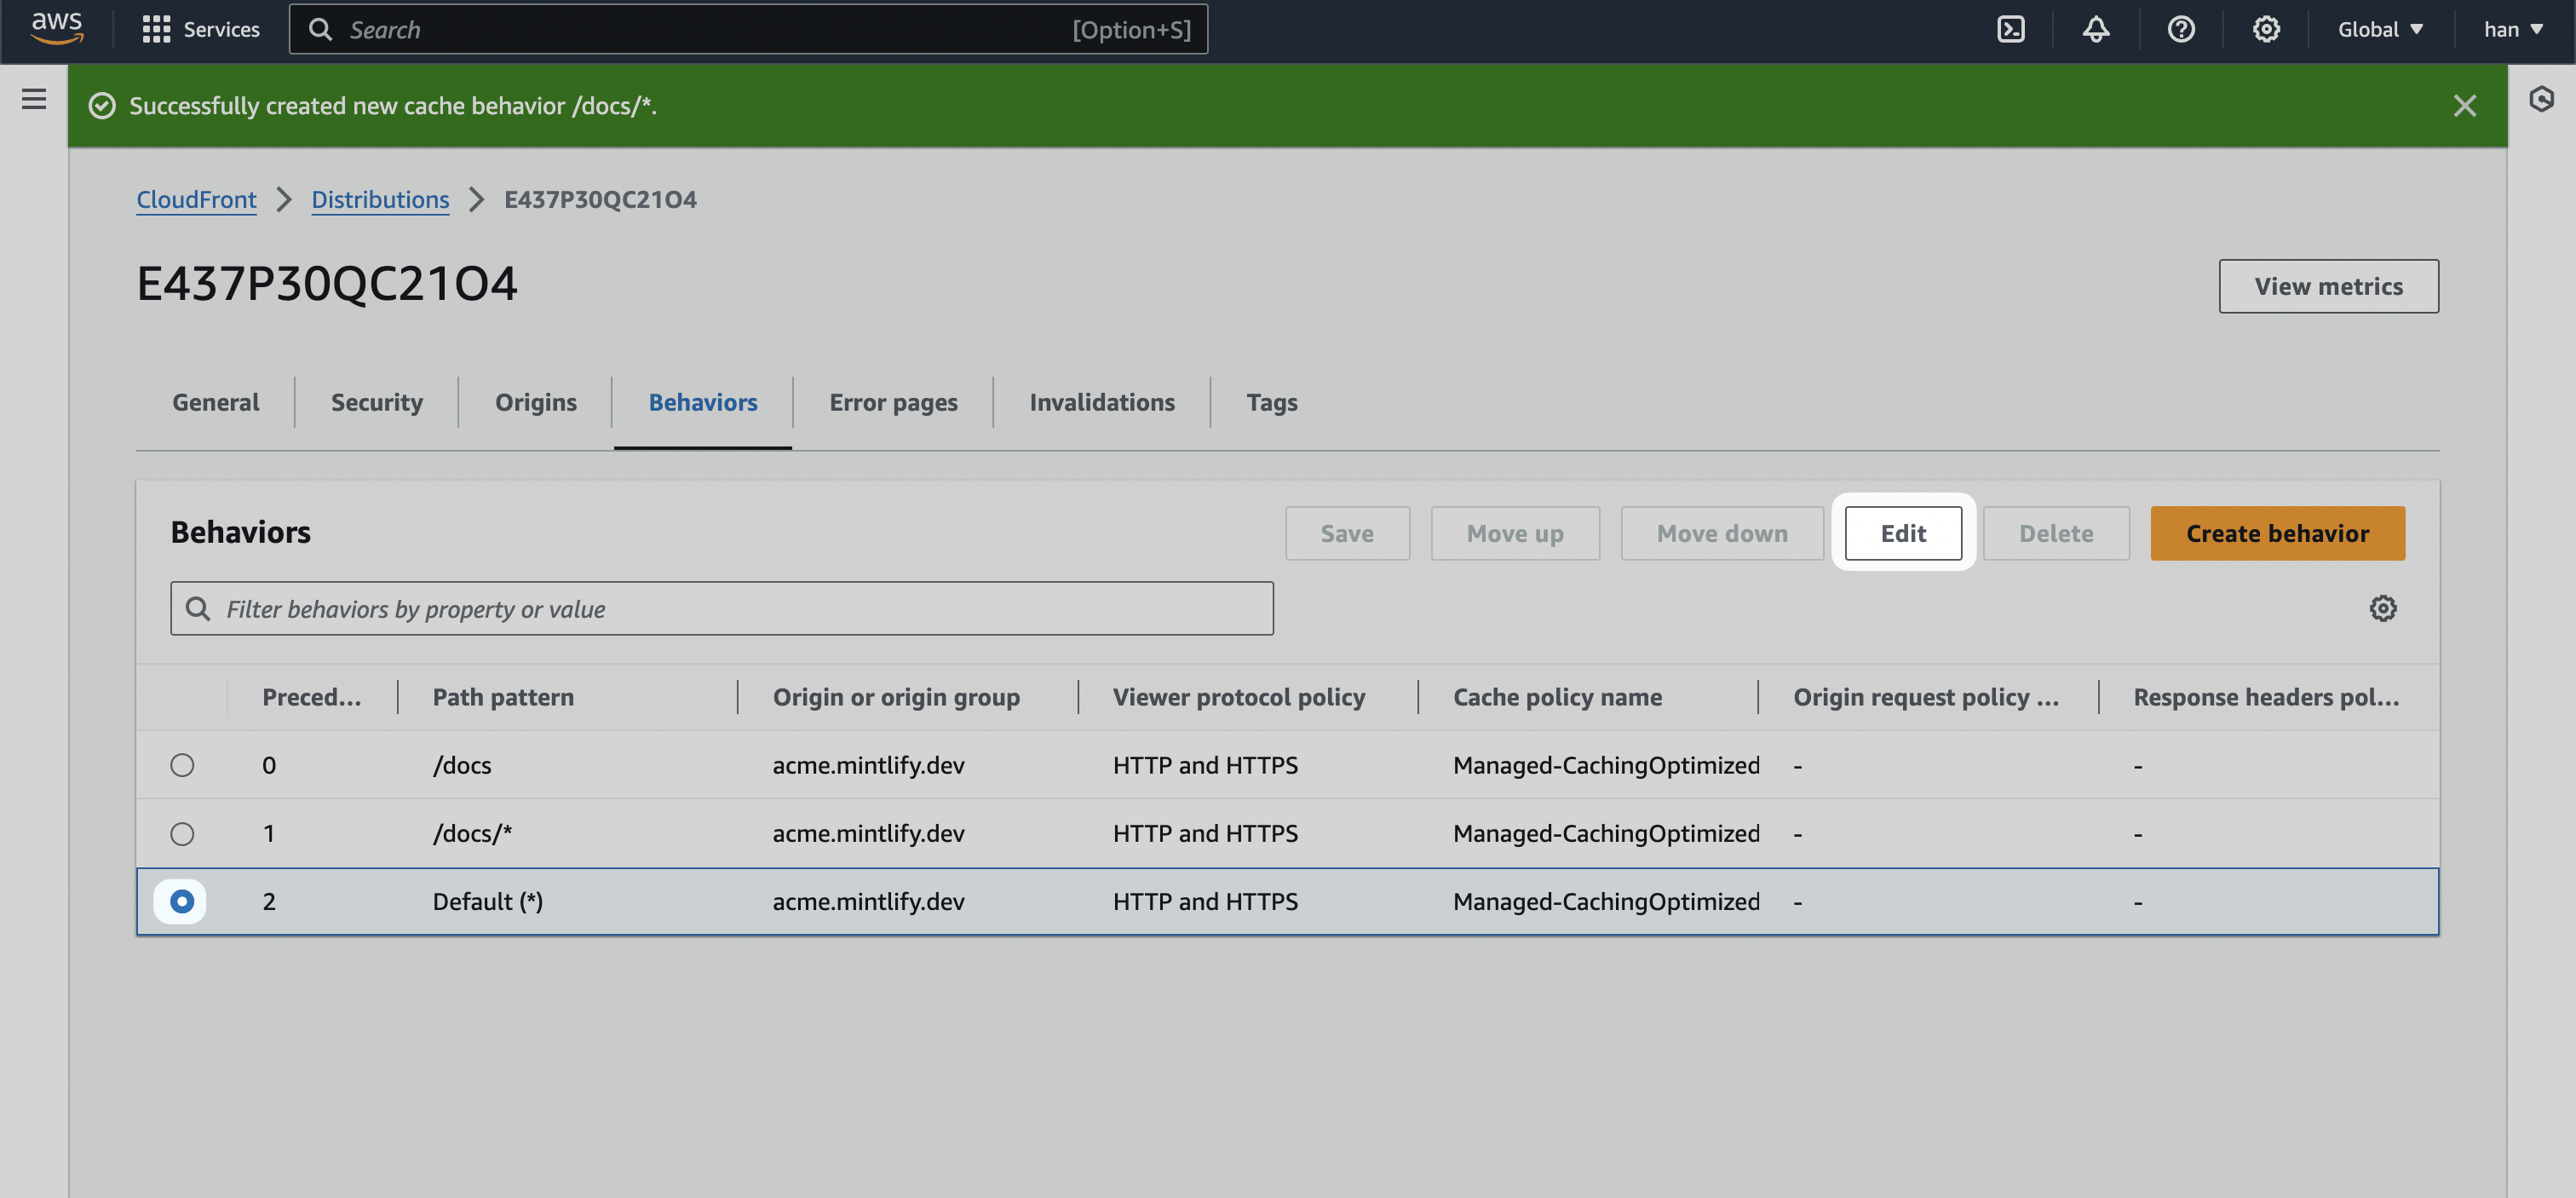 aws Services Search [Option+S] Global han
Successfully created new cache behavior /docs/*.
CloudFront Distributions E437P30QC21O4
E437P30QC21O4 View metrics
General Security Origins Behaviors Error pages Invalidations Tags
Behaviors Save Move up Move down Edit Delete Create behavior
Filter behaviors by property or value
Preced... Path pattern Origin or origin group Viewer protocol policy Cache policy name Origin request policy ... Response headers pol...
0 /docs acme.mintlify.dev HTTP and HTTPS Managed-CachingOptimized - -
1 /docs/* acme.mintlify.dev HTTP and HTTPS Managed-CachingOptimized - -
2 Default (*) acme.mintlify.dev HTTP and HTTPS Managed-CachingOptimized - -